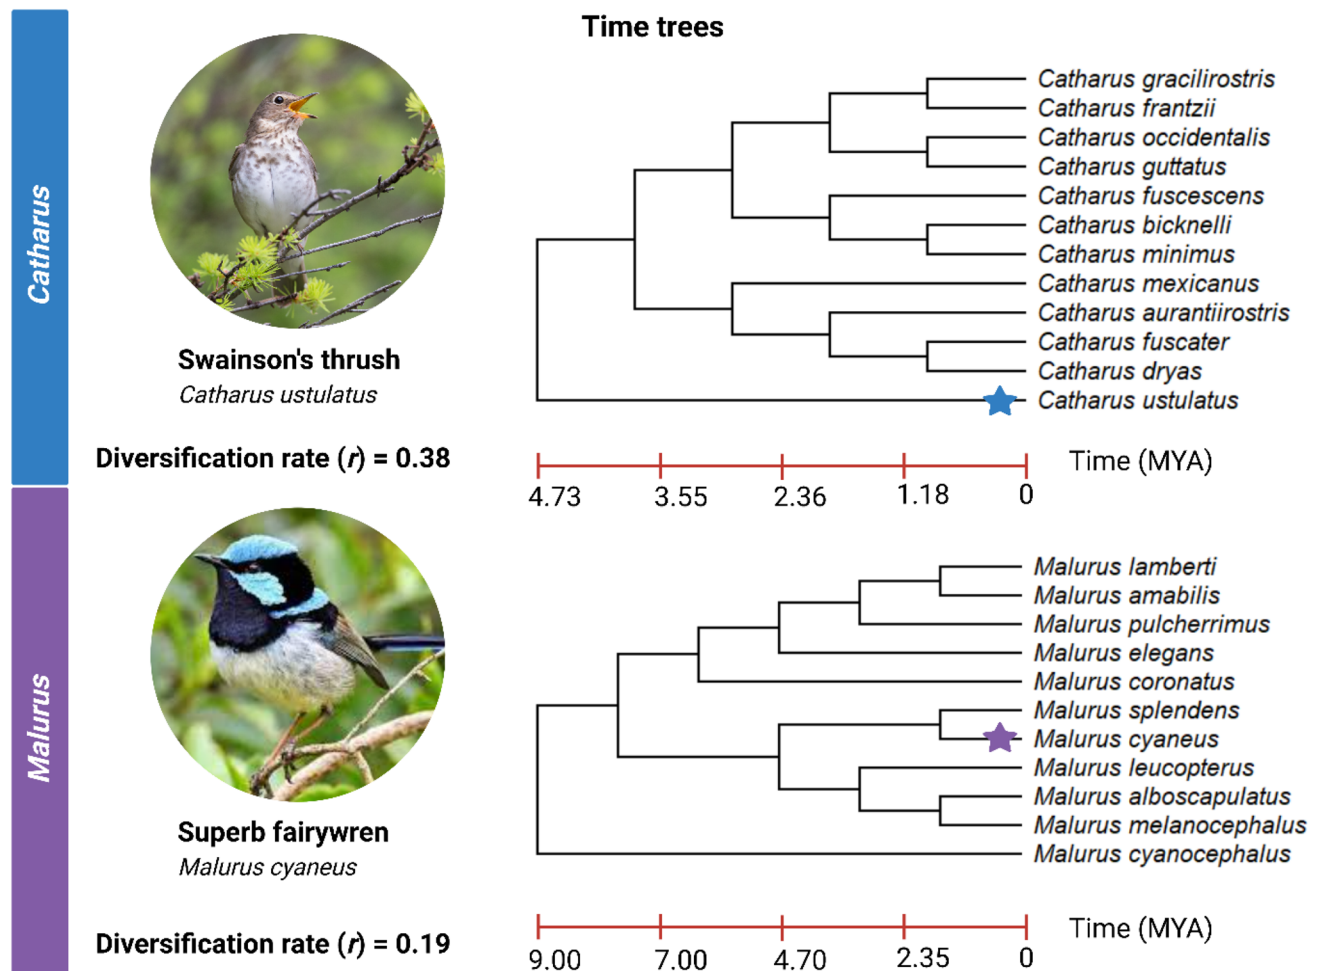 Time trees
Catharus
Swainson's thrush
Catharus ustulatus
Diversification rate (r) = 0.38
Catharus gracilirostris
Catharus frantzii
Catharus occidentalis
Catharus guttatus
Catharus fuscescens
Catharus bicknelli
Catharus minimus
Catharus mexicanus
Catharus aurantiirostris
Catharus fuscater
Catharus dryas
Catharus ustulatus
Time (MYA)
4.73 3.55 2.36 1.18 0
Malurus
Superb fairywren
Malurus cyaneus
Diversification rate (r) = 0.19
Malurus lamberti
Malurus amabilis
Malurus pulcherrimus
Malurus elegans
Malurus coronatus
Malurus splendens
Malurus cyaneus
Malurus leucopterus
Malurus alboscapulatus
Malurus melanocephalus
Malurus cyanocephalus
Time (MYA)
9.00 7.00 4.70 2.35 0